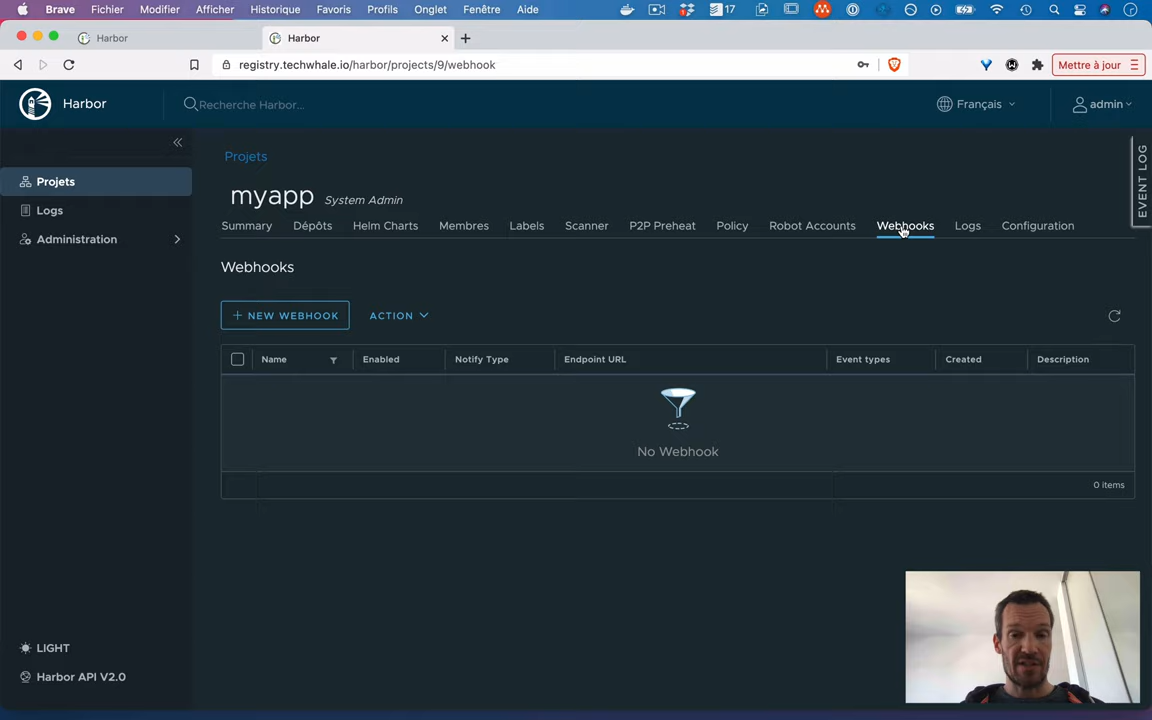 Brave Fichier Modifier Afficher Historique Favoris Profils Onglet Fenêtre Aide 17
Harbor
Harbor
registry.techwhale.io/harbor/projects/9/webhook
Mettre à jour
Harbor
Recherche Harbor...
Français
admin
Projets
Logs
Administration
LIGHT
Harbor API V2.0
EVENT LOG
Projets
myapp System Admin
Summary Dépôts Helm Charts Membres Labels Scanner P2P Preheat Policy Robot Accounts Webhooks Logs Configuration
Webhooks
+ NEW WEBHOOK ACTION
Name Enabled Notify Type Endpoint URL Event types Created Description
No Webhook
0 items